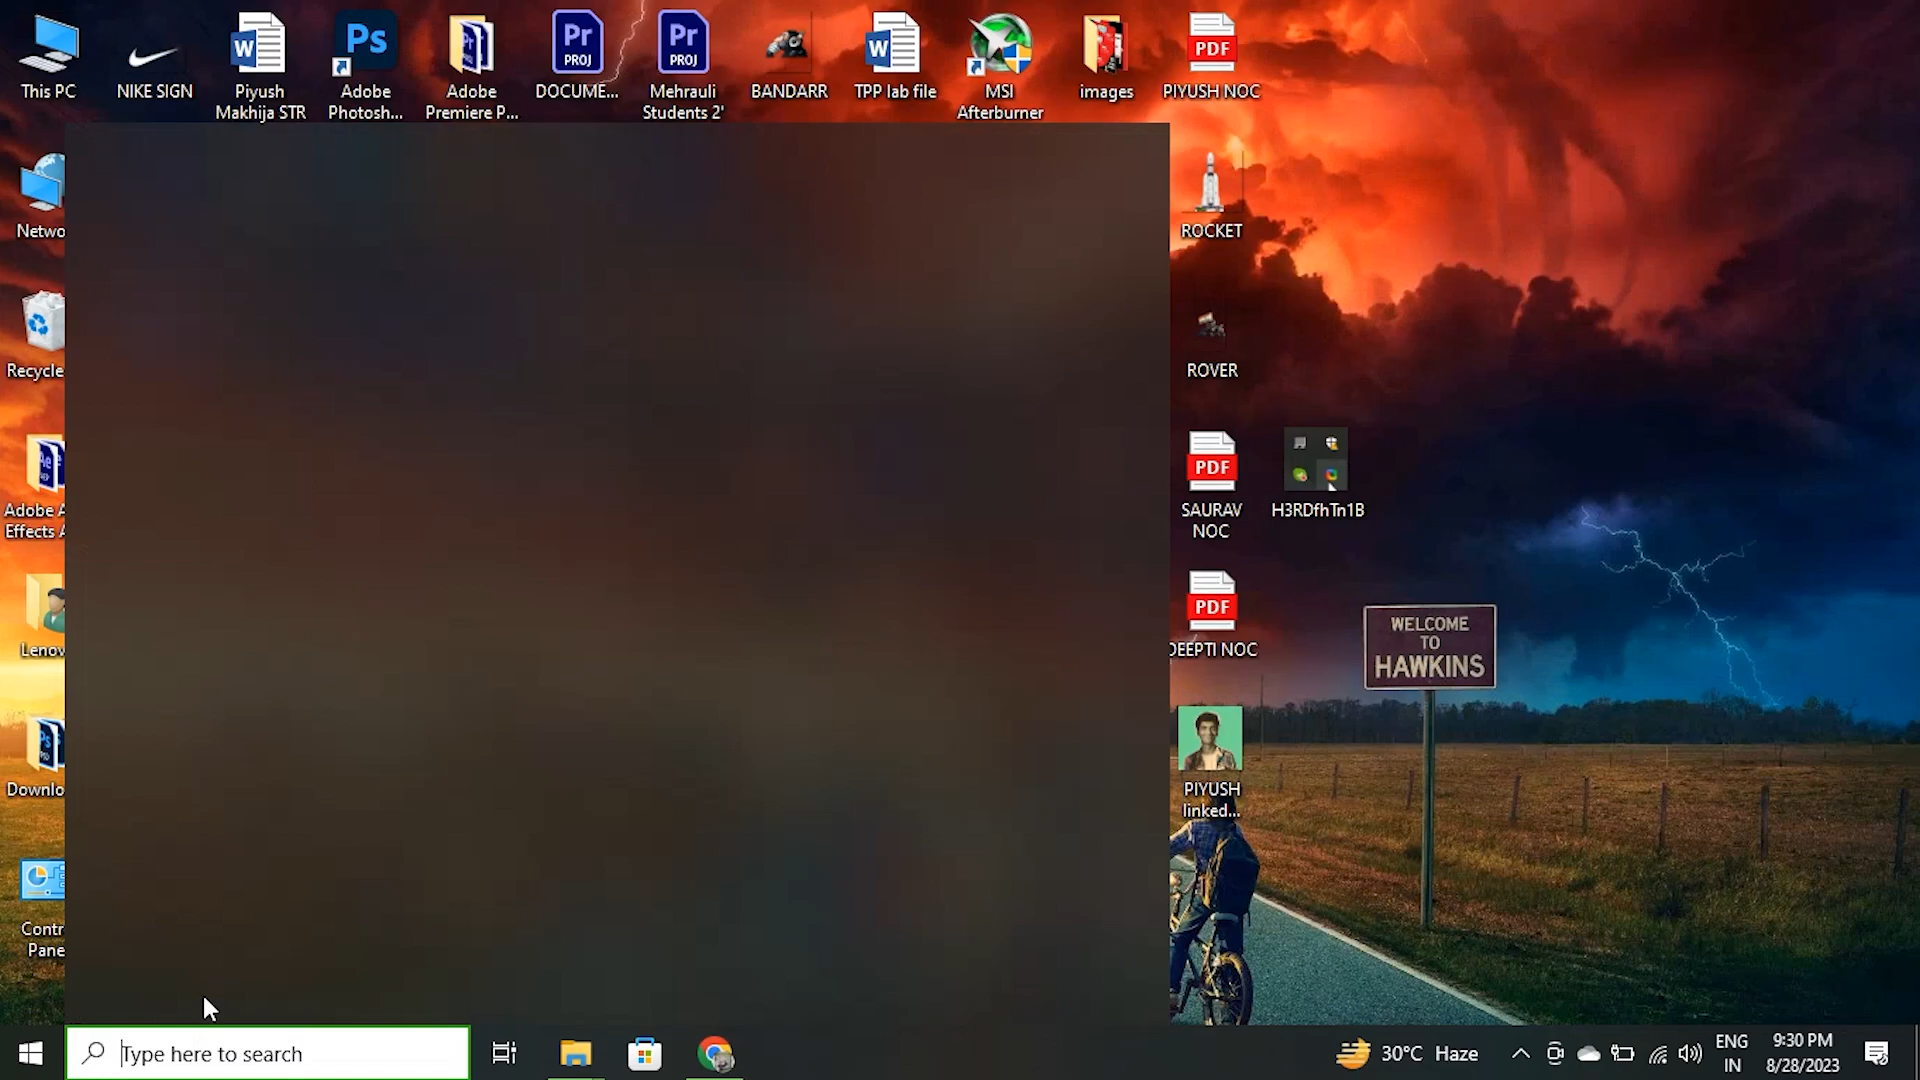 This PC
NIKE SIGN
Piyush
Makhija STR
Adobe
Photosh...
Adobe
Premiere P...
DOCUME...
Mehrauli
Students 2'
BANDARR
TPP lab file
MSI
Afterburner
images
PIYUSH NOC
Ps
Pr
PROJ
Pr
PROJ
PDF
Netwo
ROCKET
Recycle
ROVER
Adobe A
Effects A
PDF
SAURAV
NOC
H3RDfhTn1B
Lenov
PDF
DEEPTI NOC
WELCOME
TO
HAWKINS
Downlo
PIYUSH
linked...
Contr
Pane
Type here to search
30°C Haze
ENG
IN
9:30 PM
8/28/2023